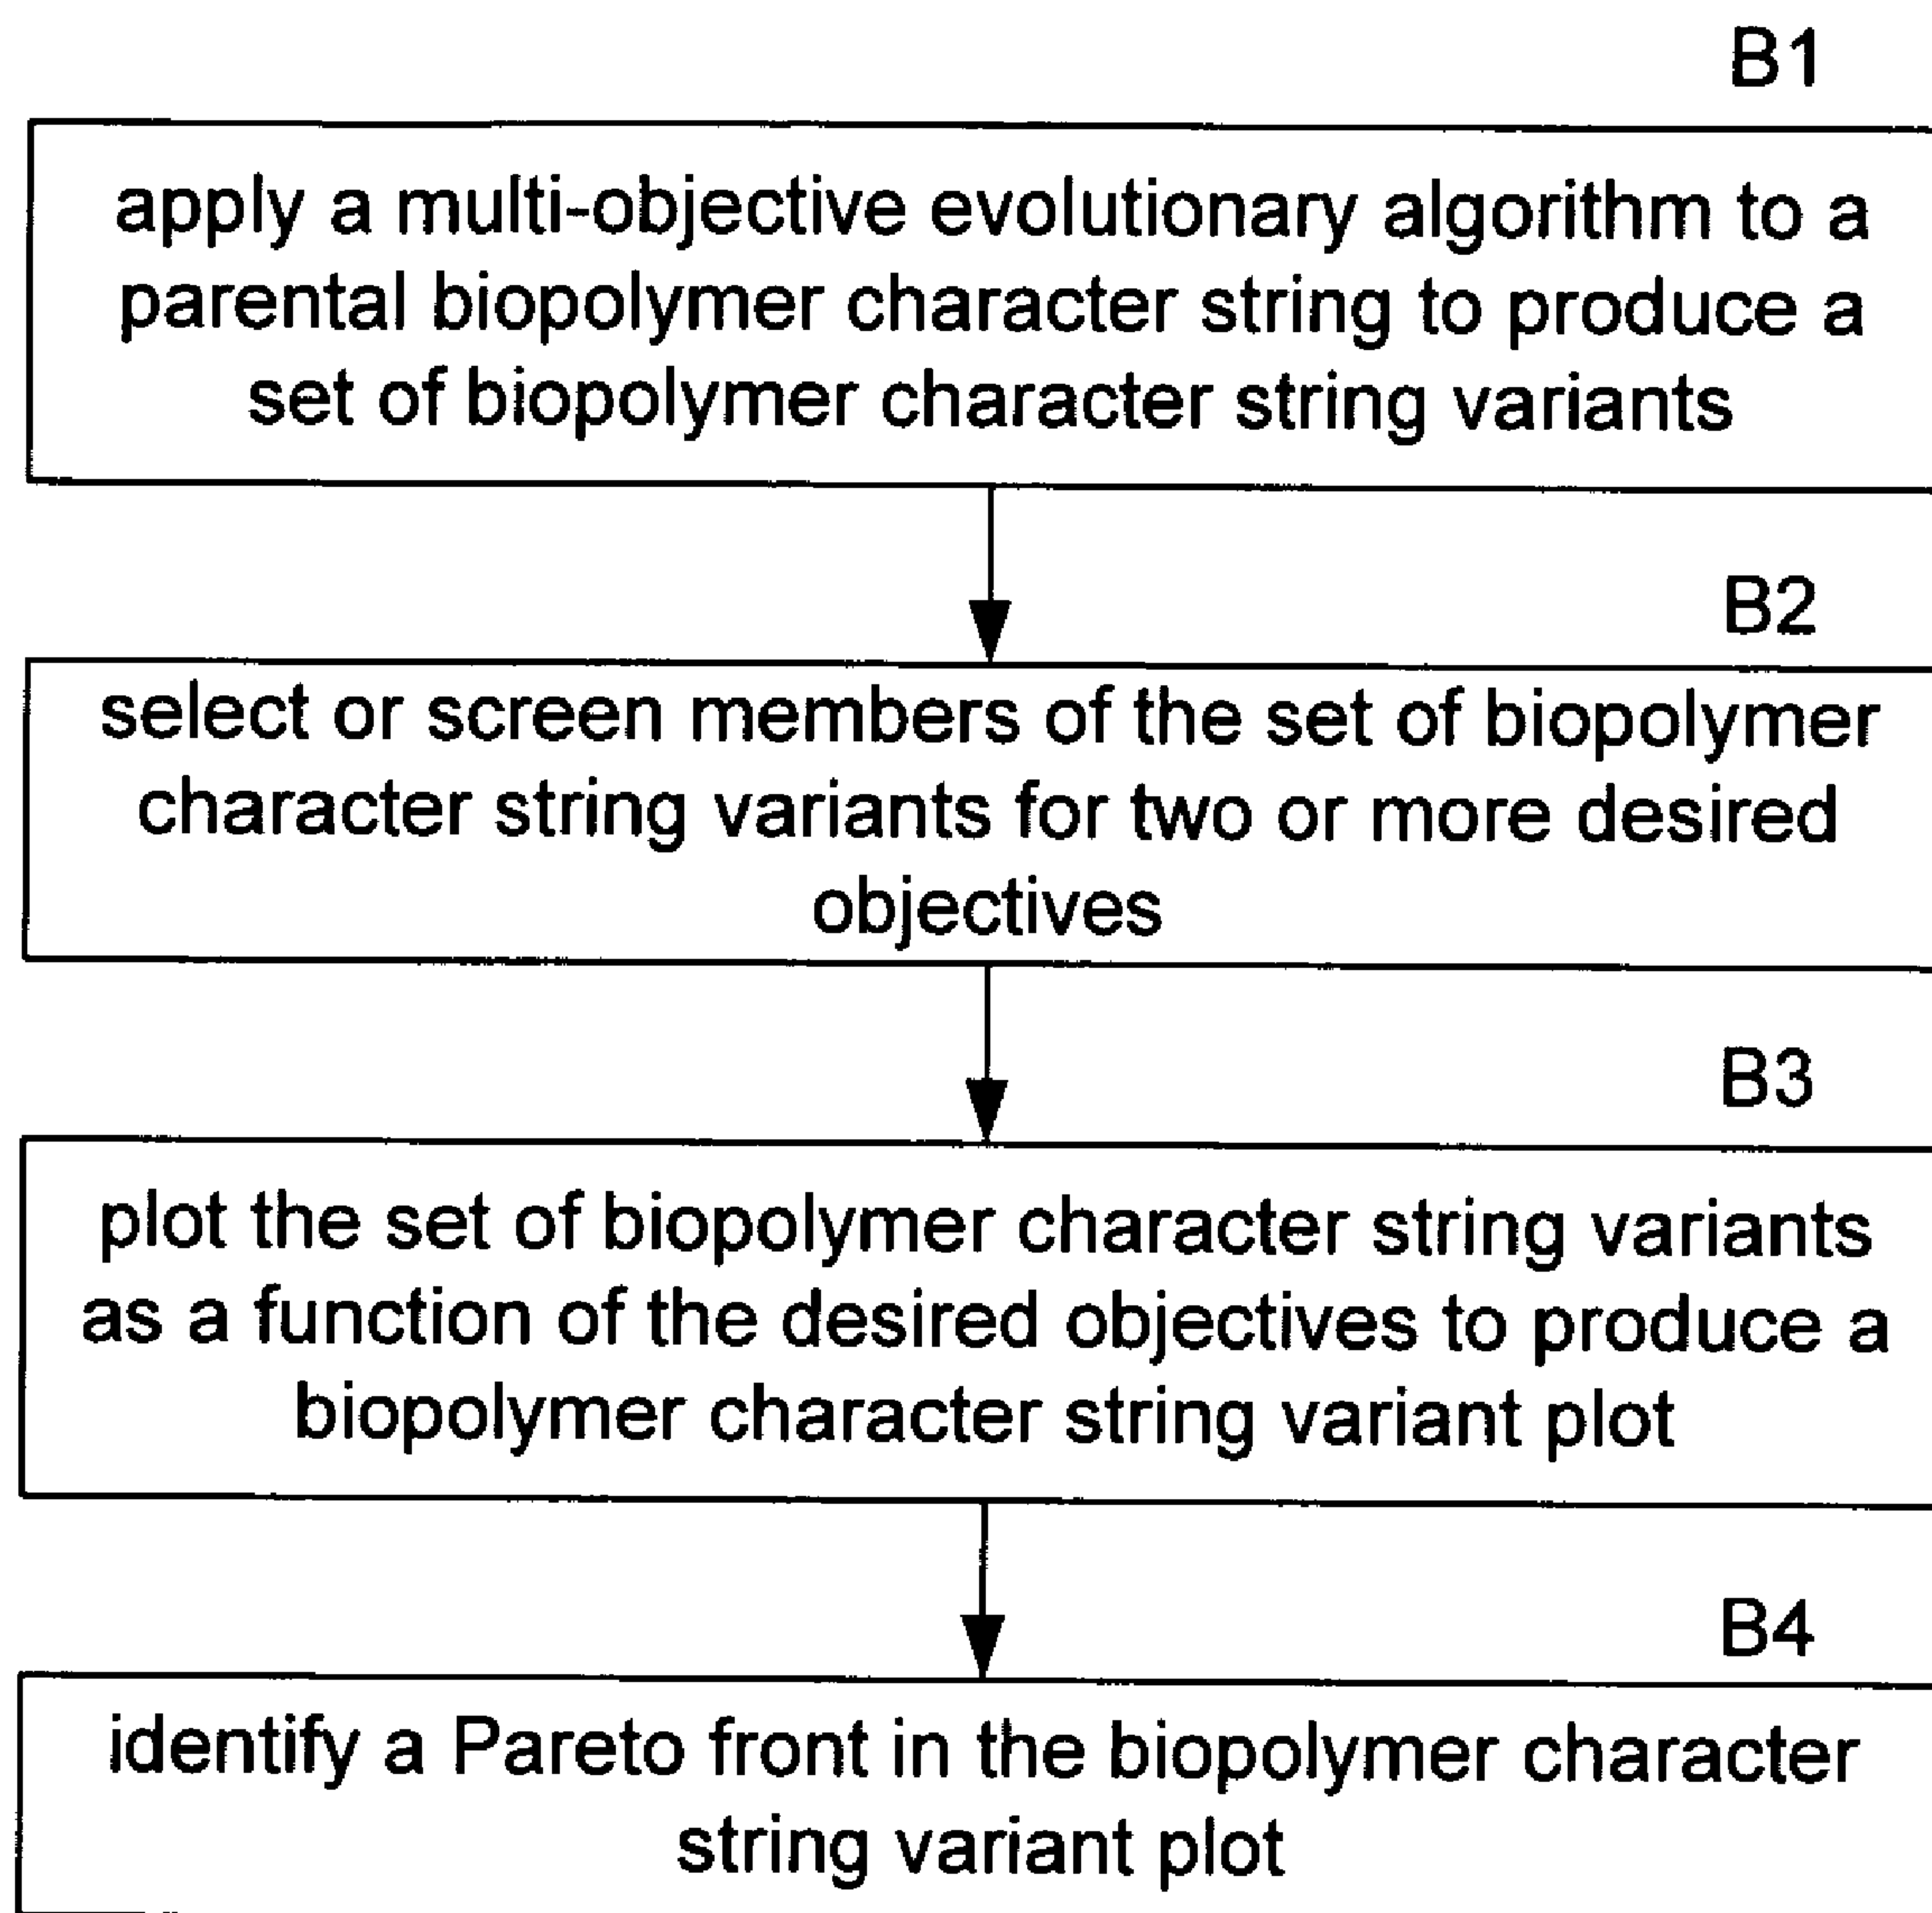 B1
apply a multi-objective evolutionary algorithm to a
parental biopolymer character string to produce a
set of biopolymer character string variants
B2
select or screen members of the set of biopolymer
character string variants for two or more desired
objectives
B3
plot the set of biopolymer character string variants
as a function of the desired objectives to produce a
biopolymer character string variant plot
B4
identify a Pareto front in the biopolymer character
string variant plot